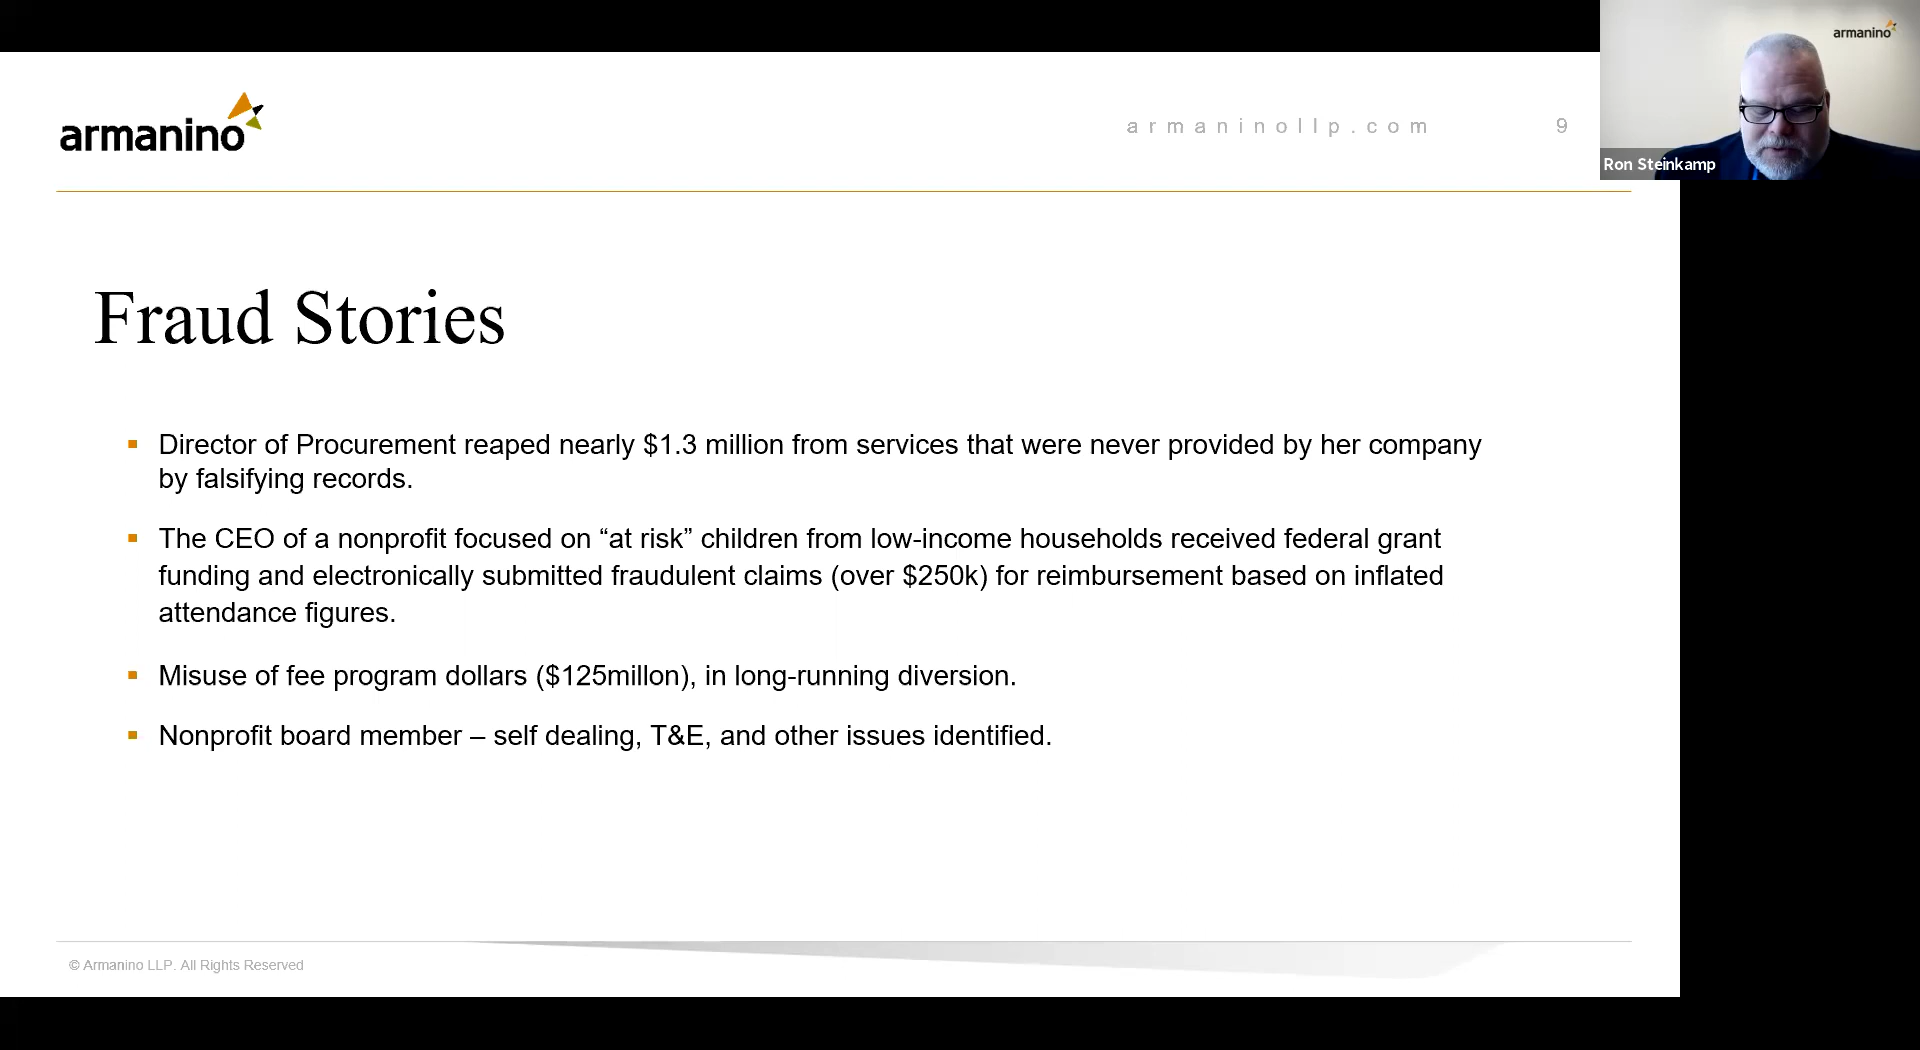 armanino
armaninollp.com
9
armanino
Ron Steinkamp
Fraud Stories
Director of Procurement reaped nearly $1.3 million from services that were never provided by her company
by falsifying records.
The CEO of a nonprofit focused on “at risk” children from low-income households received federal grant
funding and electronically submitted fraudulent claims (over $250k) for reimbursement based on inflated
attendance figures.
Misuse of fee program dollars ($125millon), in long-running diversion.
Nonprofit board member – self dealing, T&E, and other issues identified.
© Armanino LLP. All Rights Reserved